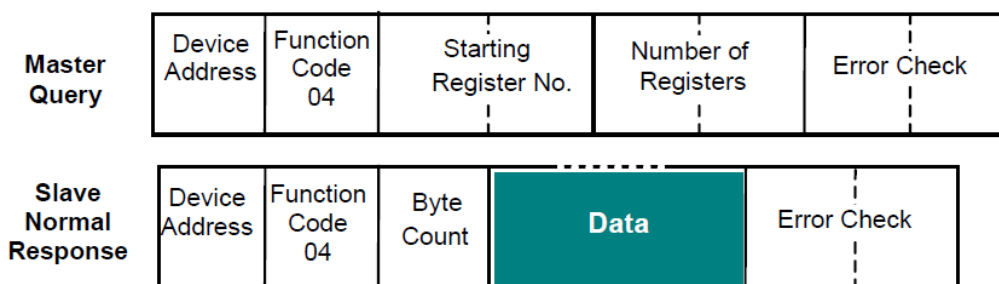 Master
Query
Device
Address
Function
Code
04
Starting
Register No.
Number of
Registers
Error Check
Slave
Normal
Response
Device
Address
Function
Code
04
Byte
Count
Data
Error Check